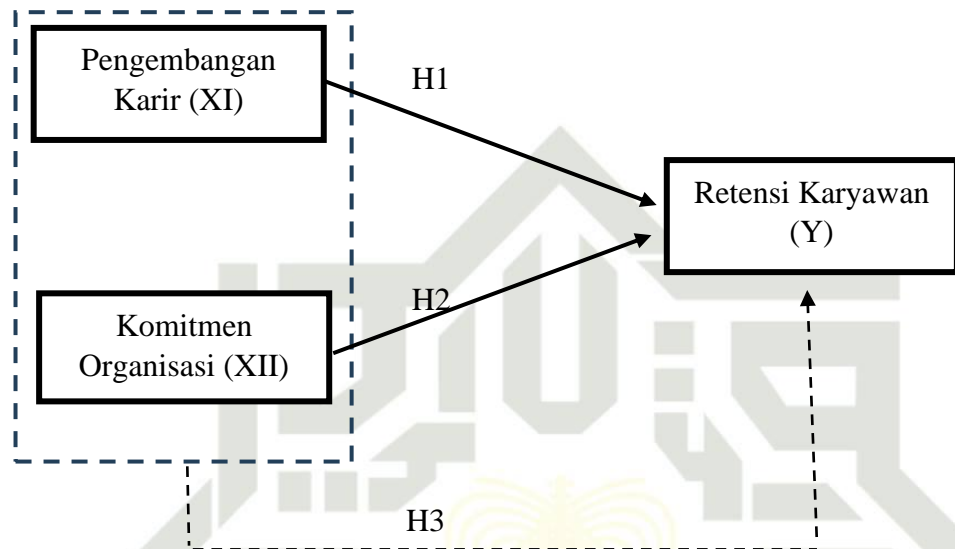 Pengembangan
Karir (XI)
H1
Retensi Karyawan
(Y)
H2
Komitmen
Organisasi (XII)
H3